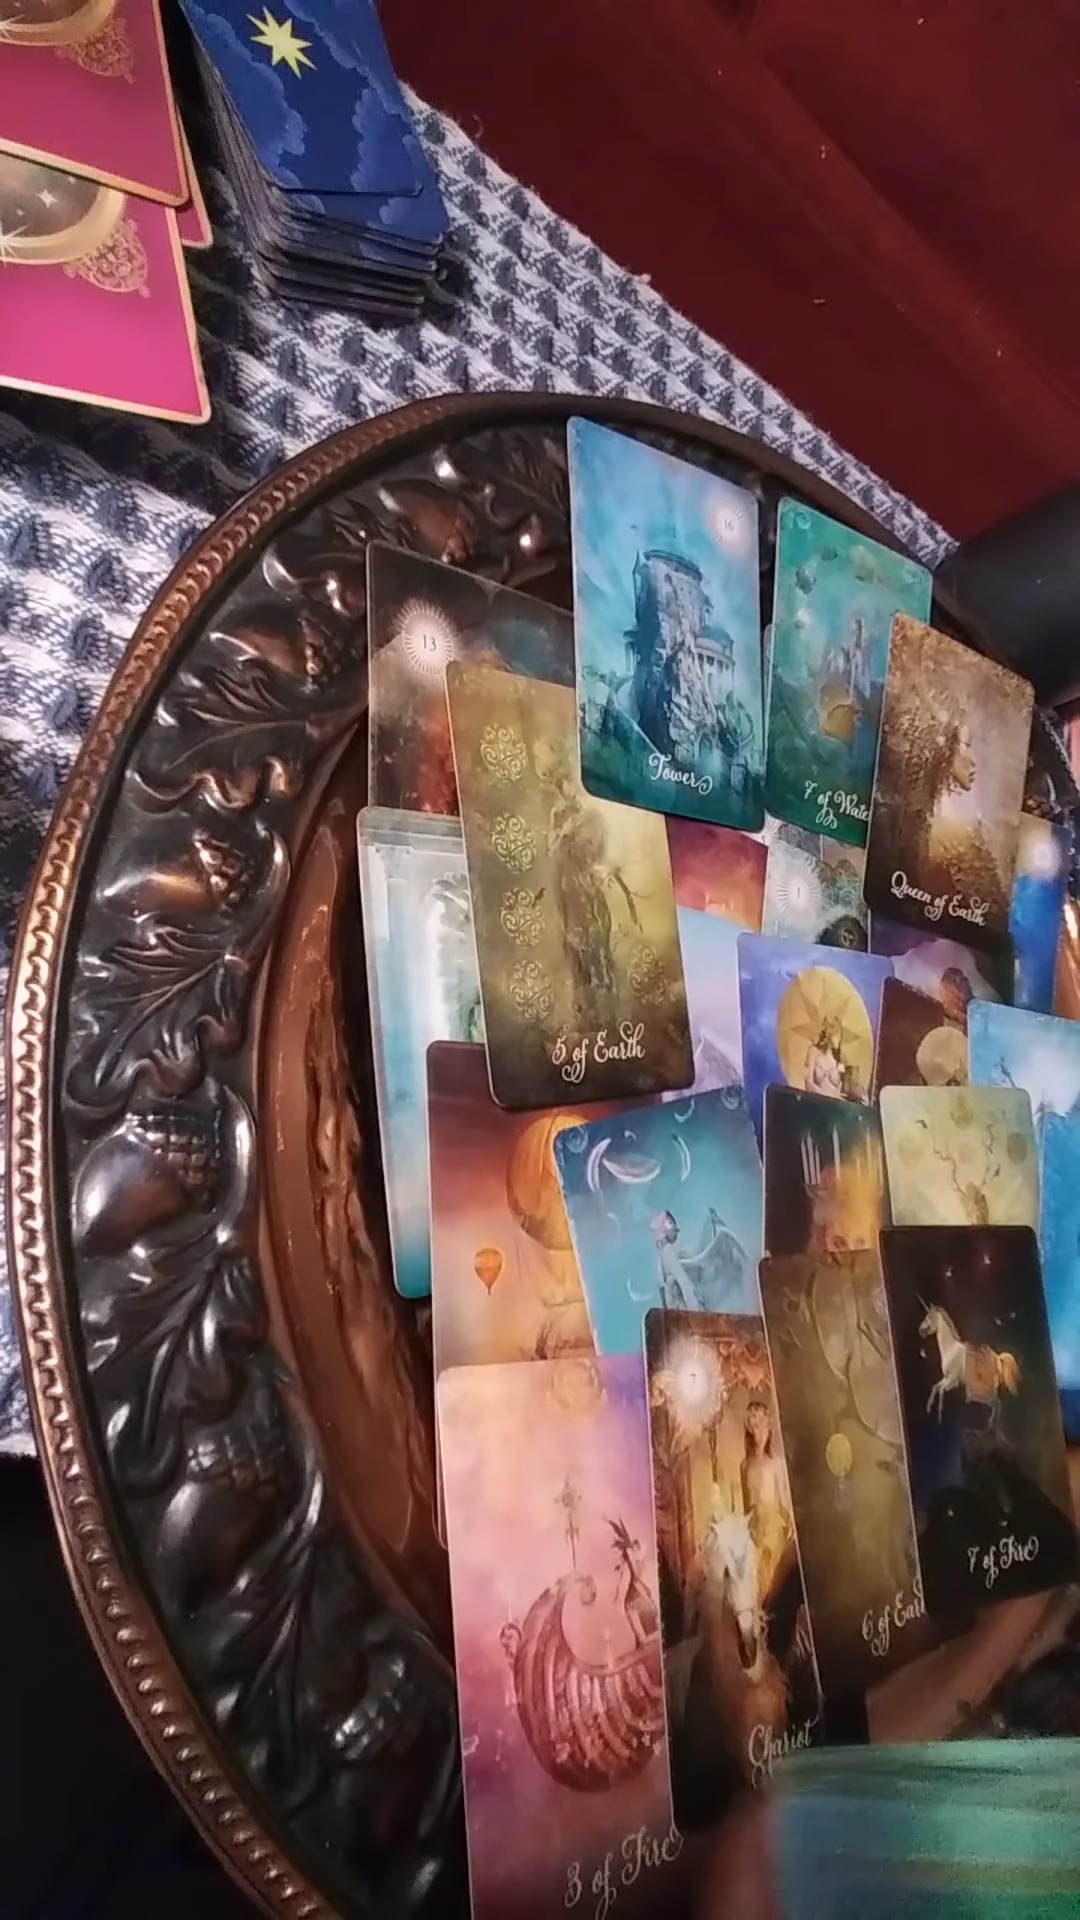 16
13
Tower
7 of Wate
Queen of Earth
1
5 of Earth
7
7 of Fire
6 of Eart
Chariot
3 of Fire